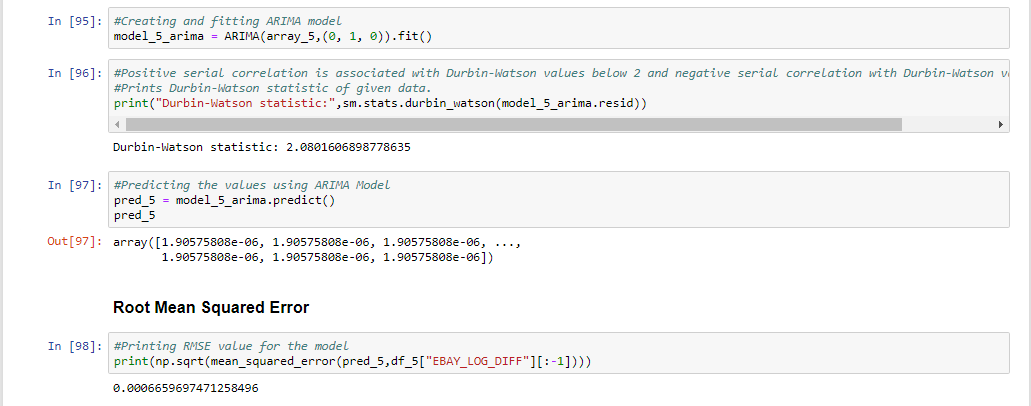 In [95]: #Creating and fitting ARIMA model
model_5_arima = ARIMA(array_5,(0, 1, 0)).fit()
In [96]: #Positive serial correlation is associated with Durbin-Watson values below 2 and negative serial correlation with Durbin-Watson
#Prints Durbin-Watson statistic of given data.
print("Durbin-Watson statistic:",sm.stats.durbin_watson(model_5_arima.resid))
Durbin-Watson statistic: 2.0801606898778635
In [97]: #Predicting the values using ARIMA Model
pred_5 = model_5_arima.predict()
pred_5
Out[97]: array([1.90575808e-06, 1.90575808e-06, 1.90575808e-06, ...,
1.90575808e-06, 1.90575808e-06, 1.90575808e-06])
Root Mean Squared Error
In [98]: #Printing RMSE value for the model
print(np.sqrt(mean_squared_error(pred_5,df_5["EBAY_LOG_DIFF"][:-1])))
0.0006659697471258496